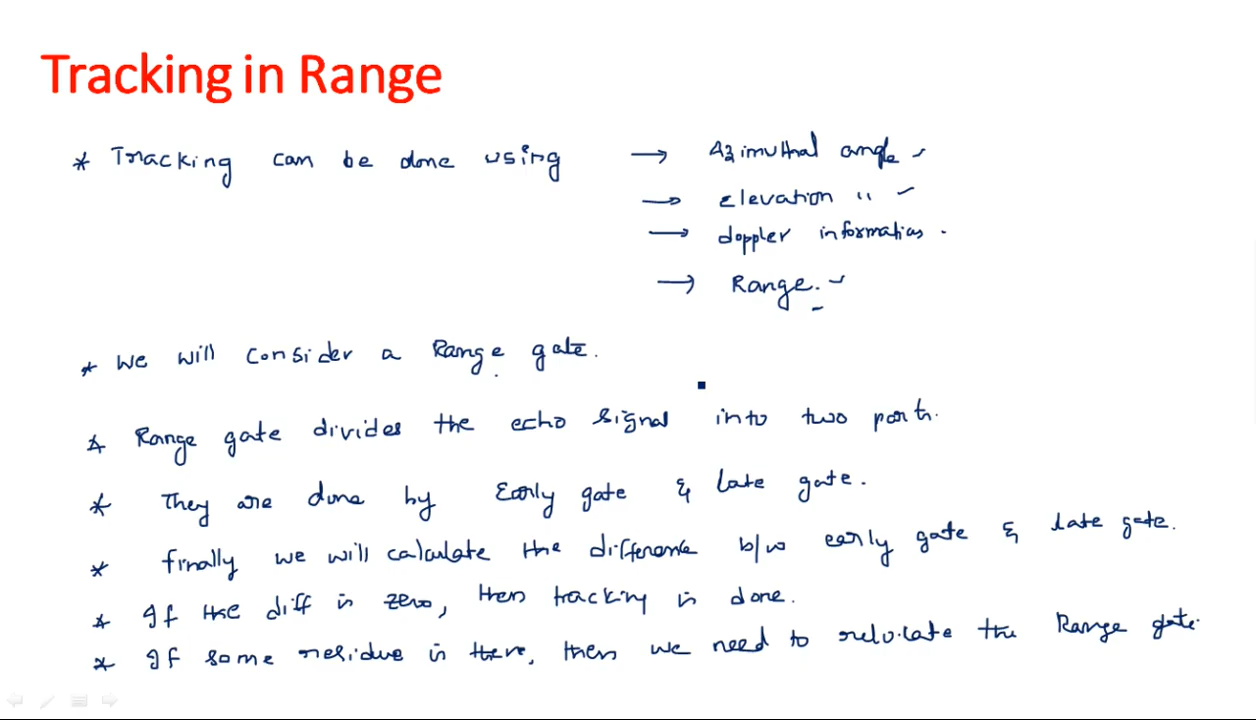 Tracking in Range
* Tracking can be done using → Azimuthal angle
→ Elevation "
→ doppler information
→ Range.
* We will consider a Range gate.
* Range gate divides the echo signal into two parts.
* They are done by Early gate & late gate.
* finally we will calculate the difference b/w early gate & late gate.
* If the diff is zero, then tracking is done.
* If some residue is there, then we need to relocate the Range gate.